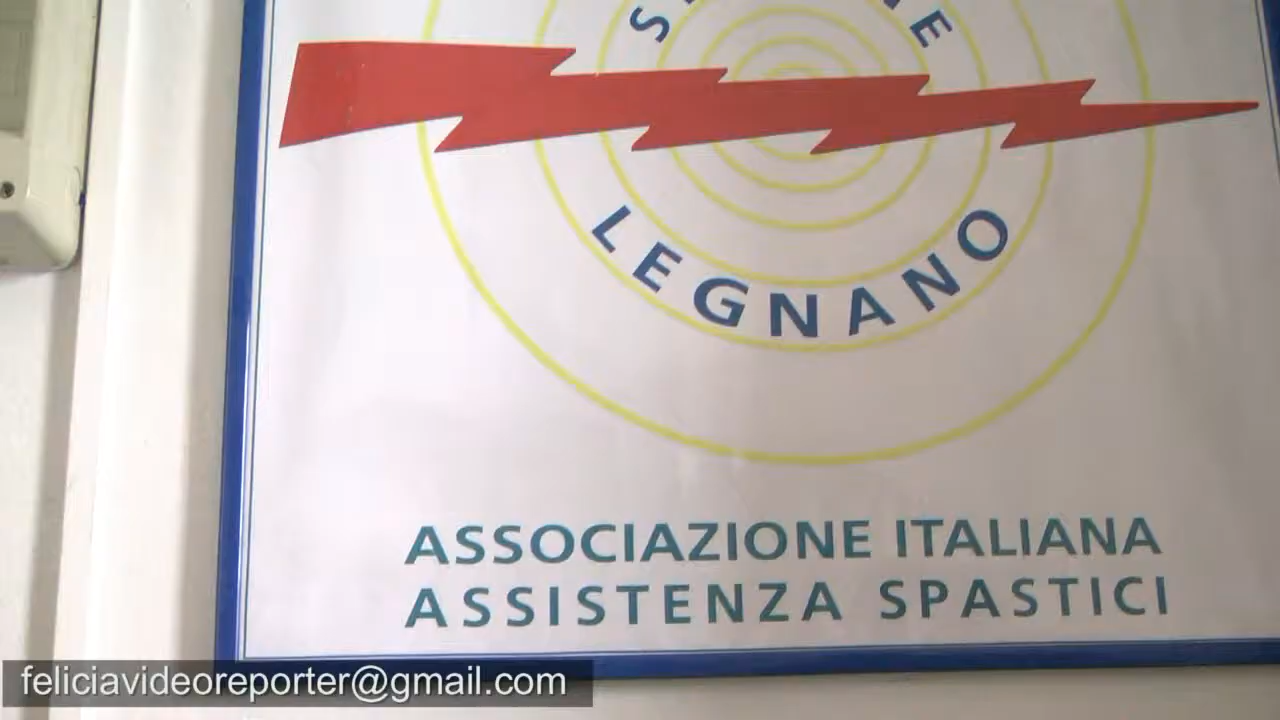 LEGNANO
ASSOCIAZIONE ITALIANA
ASSISTENZA SPASTICI
feliciavideoreporter@gmail.com